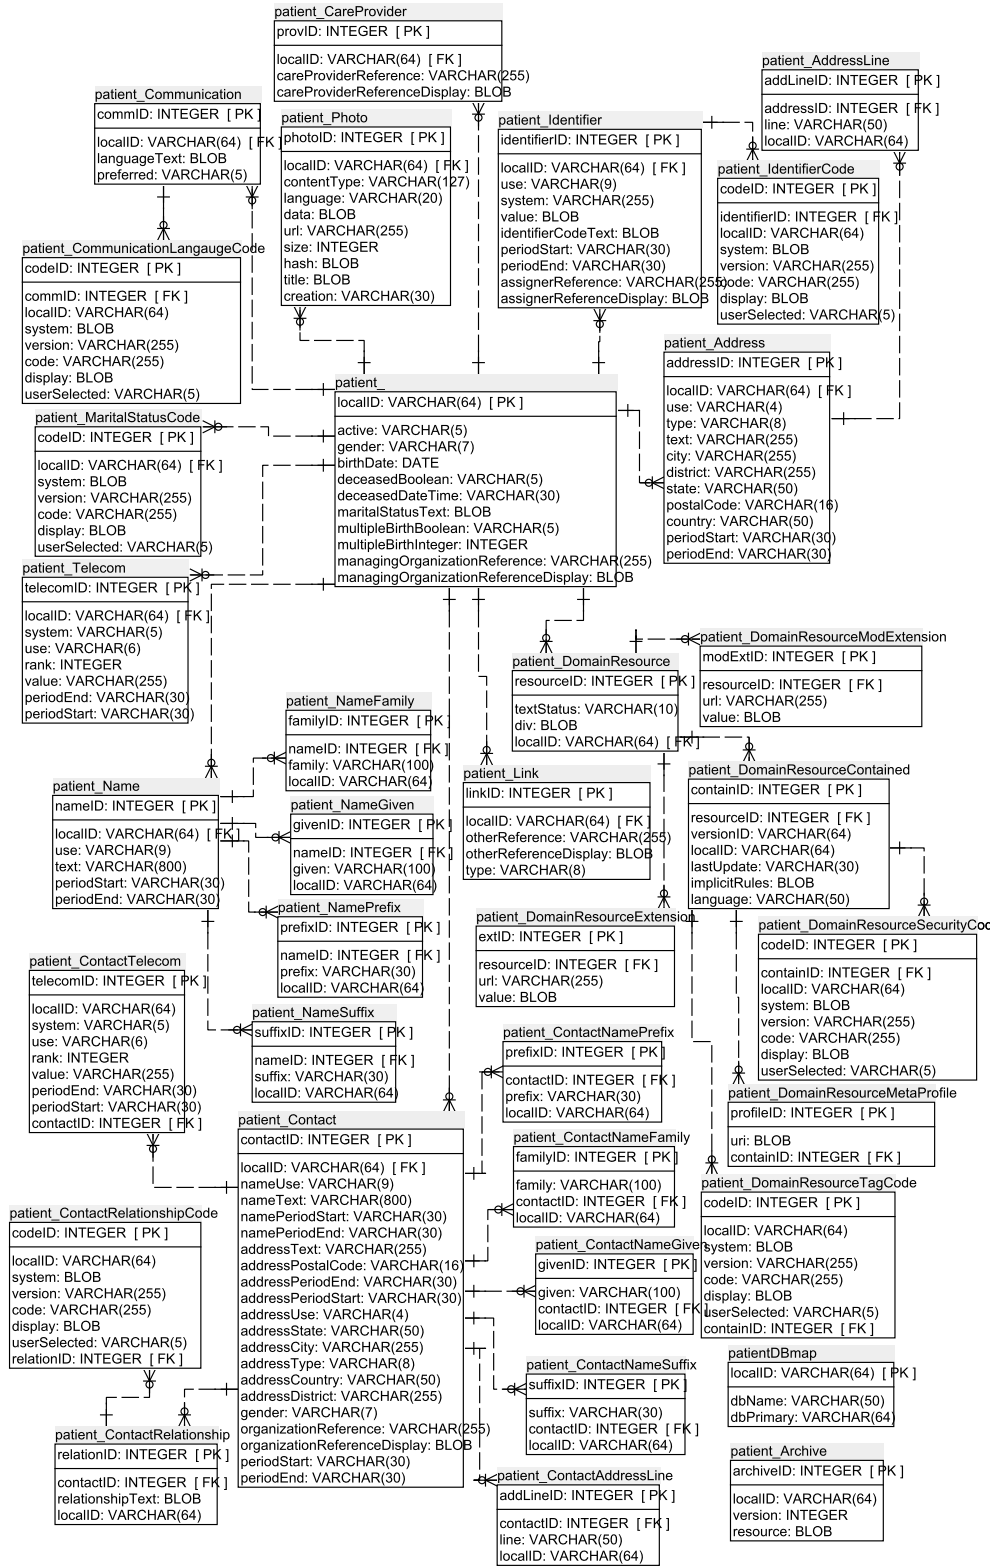 patient_CareProvider
provID: INTEGER [ PK ]
localID: VARCHAR(64) [ FK ]
careProviderReference: VARCHAR(255)
careProviderReferenceDisplay: BLOB
patient_AddressLine
addLineID: INTEGER [ PK ]
addressID: INTEGER [ FK ]
line: VARCHAR(50)
localID: VARCHAR(64)
patient_Communication
commID: INTEGER [ PK ]
localID: VARCHAR(64) [ FK ]
languageText: BLOB
preferred: VARCHAR(5)
patient_Photo
photoID: INTEGER [ PK ]
localID: VARCHAR(64) [ FK ]
contentType: VARCHAR(127)
language: VARCHAR(20)
data: BLOB
url: VARCHAR(255)
size: INTEGER
hash: BLOB
title: BLOB
creation: VARCHAR(30)
patient_Identifier
identifierID: INTEGER [ PK ]
localID: VARCHAR(64) [ FK ]
use: VARCHAR(9)
system: VARCHAR(255)
value: BLOB
identifierCodeText: BLOB
periodStart: VARCHAR(30)
periodEnd: VARCHAR(30)
assignerReference: VARCHAR(255)
assignerReferenceDisplay: BLOB
patient_IdentifierCode
codeID: INTEGER [ PK ]
identifierID: INTEGER [ FK ]
localID: VARCHAR(64)
system: BLOB
version: VARCHAR(255)
code: VARCHAR(255)
display: BLOB
userSelected: VARCHAR(5)
patient_CommunicationLangaugeCode
codeID: INTEGER [ PK ]
commID: INTEGER [ FK ]
localID: VARCHAR(64)
system: BLOB
version: VARCHAR(255)
code: VARCHAR(255)
display: BLOB
userSelected: VARCHAR(5)
patient_Address
addressID: INTEGER [ PK ]
localID: VARCHAR(64) [ FK ]
use: VARCHAR(4)
type: VARCHAR(8)
text: VARCHAR(255)
city: VARCHAR(255)
district: VARCHAR(255)
state: VARCHAR(50)
postalCode: VARCHAR(16)
country: VARCHAR(50)
periodStart: VARCHAR(30)
periodEnd: VARCHAR(30)
patient_
localID: VARCHAR(64) [ PK ]
active: VARCHAR(5)
gender: VARCHAR(7)
birthDate: DATE
deceasedBoolean: VARCHAR(5)
deceasedDateTime: VARCHAR(30)
maritalStatusText: BLOB
multipleBirthBoolean: VARCHAR(5)
multipleBirthInteger: INTEGER
managingOrganizationReference: VARCHAR(255)
managingOrganizationReferenceDisplay: BLOB
patient_MaritalStatusCode
codeID: INTEGER [ PK ]
localID: VARCHAR(64) [ FK ]
system: BLOB
version: VARCHAR(255)
code: VARCHAR(255)
display: BLOB
userSelected: VARCHAR(5)
patient_Telecom
telecomID: INTEGER [ PK ]
localID: VARCHAR(64) [ FK ]
system: VARCHAR(5)
use: VARCHAR(6)
rank: INTEGER
value: VARCHAR(255)
periodEnd: VARCHAR(30)
periodStart: VARCHAR(30)
patient_DomainResource
resourceID: INTEGER [ PK ]
textStatus: VARCHAR(10)
div: BLOB
localID: VARCHAR(64) [ FK ]
patient_DomainResourceModExtension
modExtID: INTEGER [ PK ]
resourceID: INTEGER [ FK ]
url: VARCHAR(255)
value: BLOB
patient_NameFamily
familyID: INTEGER [ PK ]
nameID: INTEGER [ FK ]
family: VARCHAR(100)
localID: VARCHAR(64)
patient_Link
linkID: INTEGER [ PK ]
localID: VARCHAR(64) [ FK ]
otherReference: VARCHAR(255)
otherReferenceDisplay: BLOB
type: VARCHAR(8)
patient_DomainResourceContained
containID: INTEGER [ PK ]
resourceID: INTEGER [ FK ]
versionID: VARCHAR(64)
localID: VARCHAR(64)
lastUpdate: VARCHAR(30)
implicitRules: BLOB
language: VARCHAR(50)
patient_Name
nameID: INTEGER [ PK ]
localID: VARCHAR(64) [ FK ]
use: VARCHAR(9)
text: VARCHAR(800)
periodStart: VARCHAR(30)
periodEnd: VARCHAR(30)
patient_NameGiven
givenID: INTEGER [ PK ]
nameID: INTEGER [ FK ]
given: VARCHAR(100)
localID: VARCHAR(64)
patient_NamePrefix
prefixID: INTEGER [ PK ]
nameID: INTEGER [ FK ]
prefix: VARCHAR(30)
localID: VARCHAR(64)
patient_DomainResourceExtension
extID: INTEGER [ PK ]
resourceID: INTEGER [ FK ]
url: VARCHAR(255)
value: BLOB
patient_DomainResourceSecurityCod
codeID: INTEGER [ PK ]
containID: INTEGER [ FK ]
localID: VARCHAR(64)
system: BLOB
version: VARCHAR(255)
code: VARCHAR(255)
display: BLOB
userSelected: VARCHAR(5)
patient_ContactTelecom
telecomID: INTEGER [ PK ]
localID: VARCHAR(64)
system: VARCHAR(5)
use: VARCHAR(6)
rank: INTEGER
value: VARCHAR(255)
periodEnd: VARCHAR(30)
periodStart: VARCHAR(30)
contactID: INTEGER [ FK ]
patient_NameSuffix
suffixID: INTEGER [ PK ]
nameID: INTEGER [ FK ]
suffix: VARCHAR(30)
localID: VARCHAR(64)
patient_ContactNamePrefix
prefixID: INTEGER [ PK ]
contactID: INTEGER [ FK ]
prefix: VARCHAR(30)
localID: VARCHAR(64)
patient_DomainResourceMetaProfile
profileID: INTEGER [ PK ]
uri: BLOB
containID: INTEGER [ FK ]
patient_Contact
contactID: INTEGER [ PK ]
localID: VARCHAR(64) [ FK ]
nameUse: VARCHAR(9)
nameText: VARCHAR(800)
namePeriodStart: VARCHAR(30)
namePeriodEnd: VARCHAR(30)
addressText: VARCHAR(255)
addressPostalCode: VARCHAR(16)
addressPeriodEnd: VARCHAR(30)
addressPeriodStart: VARCHAR(30)
addressUse: VARCHAR(4)
addressState: VARCHAR(50)
addressCity: VARCHAR(255)
addressType: VARCHAR(8)
addressCountry: VARCHAR(50)
addressDistrict: VARCHAR(255)
gender: VARCHAR(7)
organizationReference: VARCHAR(255)
organizationReferenceDisplay: BLOB
periodStart: VARCHAR(30)
periodEnd: VARCHAR(30)
patient_ContactNameFamily
familyID: INTEGER [ PK ]
family: VARCHAR(100)
contactID: INTEGER [ FK ]
localID: VARCHAR(64)
patient_DomainResourceTagCode
codeID: INTEGER [ PK ]
localID: VARCHAR(64)
system: BLOB
version: VARCHAR(255)
code: VARCHAR(255)
display: BLOB
userSelected: VARCHAR(5)
containID: INTEGER [ FK ]
patient_ContactRelationshipCode
codeID: INTEGER [ PK ]
localID: VARCHAR(64)
system: BLOB
version: VARCHAR(255)
code: VARCHAR(255)
display: BLOB
userSelected: VARCHAR(5)
relationID: INTEGER [ FK ]
patient_ContactNameGiven
givenID: INTEGER [ PK ]
given: VARCHAR(100)
contactID: INTEGER [ FK ]
localID: VARCHAR(64)
patientDBmap
localID: VARCHAR(64) [ PK ]
dbName: VARCHAR(50)
dbPrimary: VARCHAR(64)
patient_ContactNameSuffix
suffixID: INTEGER [ PK ]
suffix: VARCHAR(30)
contactID: INTEGER [ FK ]
localID: VARCHAR(64)
patient_ContactRelationship
relationID: INTEGER [ PK ]
contactID: INTEGER [ FK ]
relationshipText: BLOB
localID: VARCHAR(64)
patient_Archive
archiveID: INTEGER [ PK ]
localID: VARCHAR(64)
version: INTEGER
resource: BLOB
patient_ContactAddressLine
addLineID: INTEGER [ PK ]
contactID: INTEGER [ FK ]
line: VARCHAR(50)
localID: VARCHAR(64)